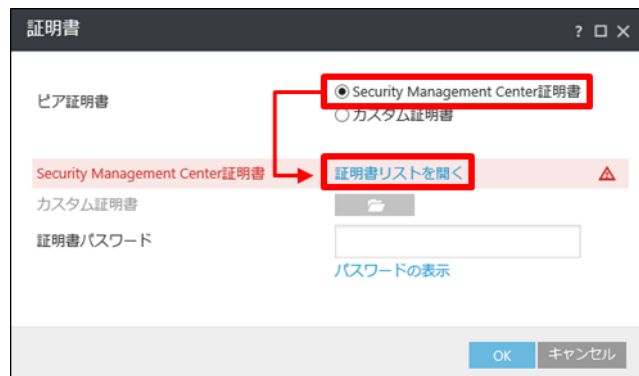 証明書
?
ピア証明書
Security Management Center証明書
カスタム証明書
Security Management Center証明書
証明書リストを開く
カスタム証明書
証明書パスワード
パスワードの表示
OK
キャンセル